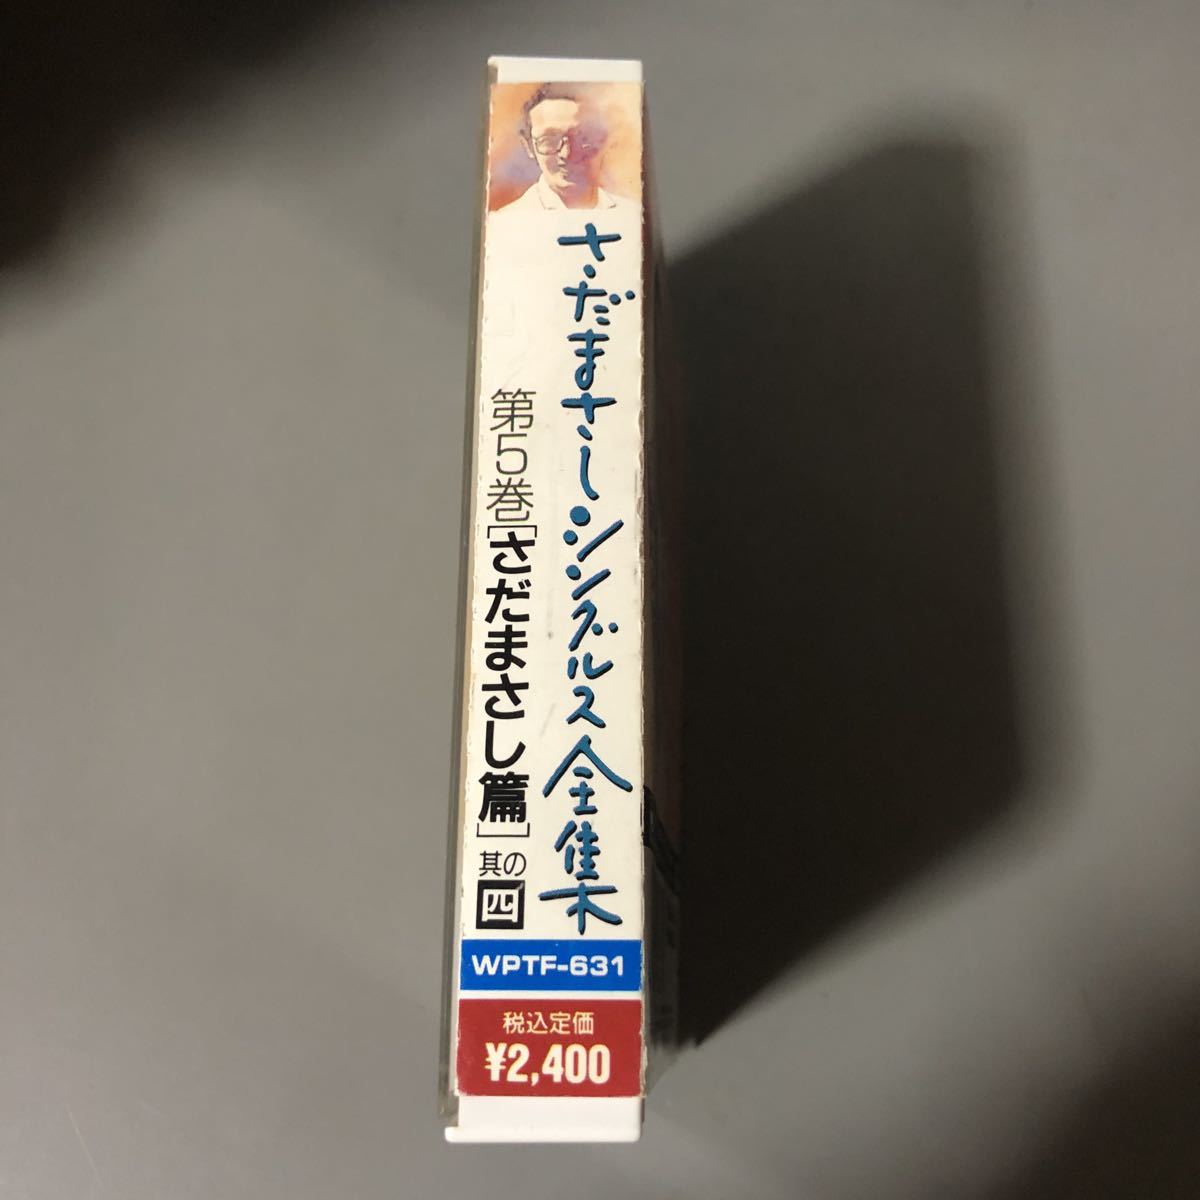 さだまさしシングルス全集
第5巻[さだまさし篇]其の四
WPTF-631
税込定価
¥2,400